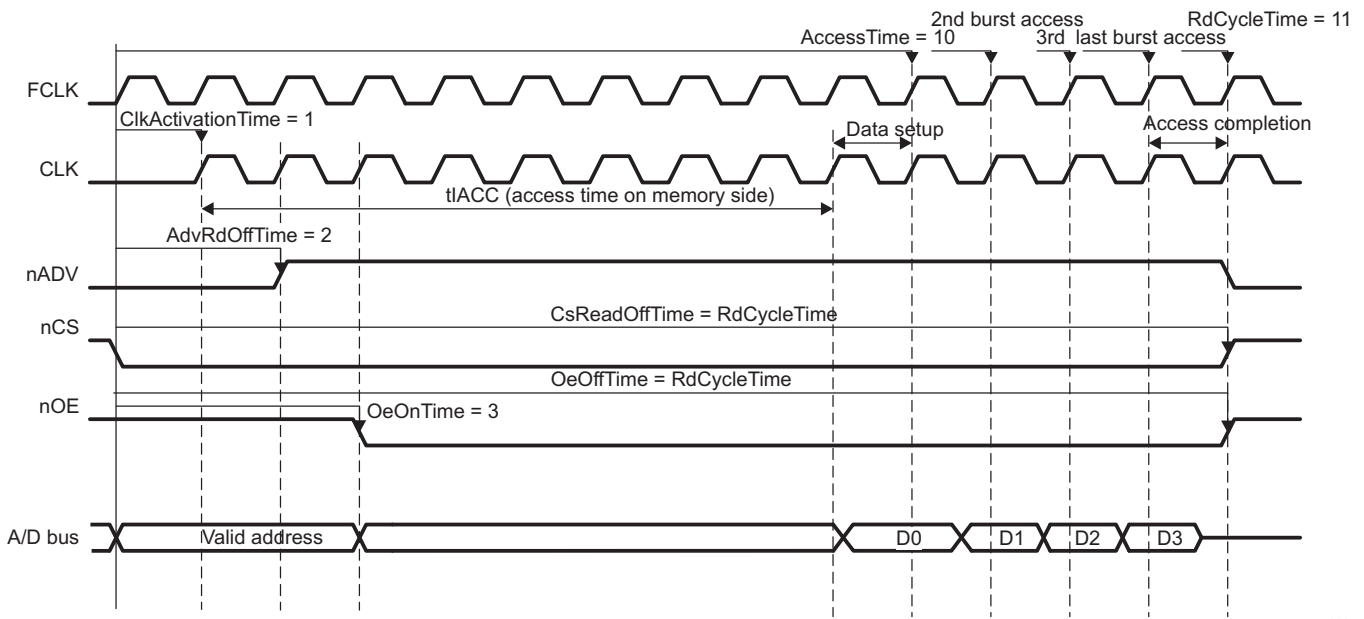 2nd burst access
RdCycleTime = 11
AccessTime = 10
3rd last burst access
FCLK
ClkActivationTime = 1
Data setup
Access completion
CLK
tIACC (access time on memory side)
AdvRdOffTime = 2
nADV
nCS
CsReadOffTime = RdCycleTime
OeOffTime = RdCycleTime
nOE
OeOnTime = 3
A/D bus
Valid address
D0
D1
D2
D3